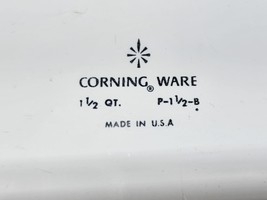 CORNING® WARE
1 1/2 QT. P-1 1/2-B
MADE IN U.S.A